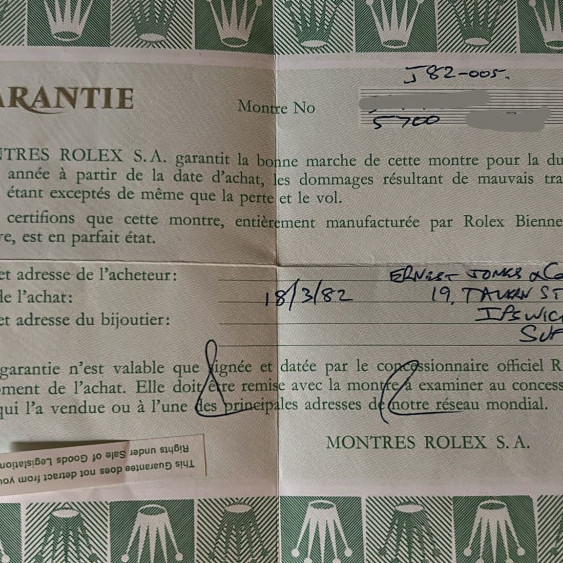 J82-005.
ARANTIE
Montre No
5700
NTRES ROLEX S.A. garantit la bonne marche de cette montre pour la du
année à partir de la date d'achat, les dommages résultant de mauvais tra
étant exceptés de même que la perte et le vol.
certifions que cette montre, entièrement manufacturée par Rolex Bienne
re, est en parfait état.
et adresse de l'acheteur:
ERNEST JONES & Co
de l'achat:
18/3/82
19, TAVERN ST
et adresse du bijoutier:
IPSWIC
SUF
garantie n'est valable que signée et datée par le concessionnaire officiel R
oment de l'achat. Elle doit être remise avec la montre à examiner au concess
qui l'a vendue ou à l'une des principales adresses de notre réseau mondial.
MONTRES ROLEX S.A.
This Guarantee does not detract from you
Rights under Sale of Goods Legislation